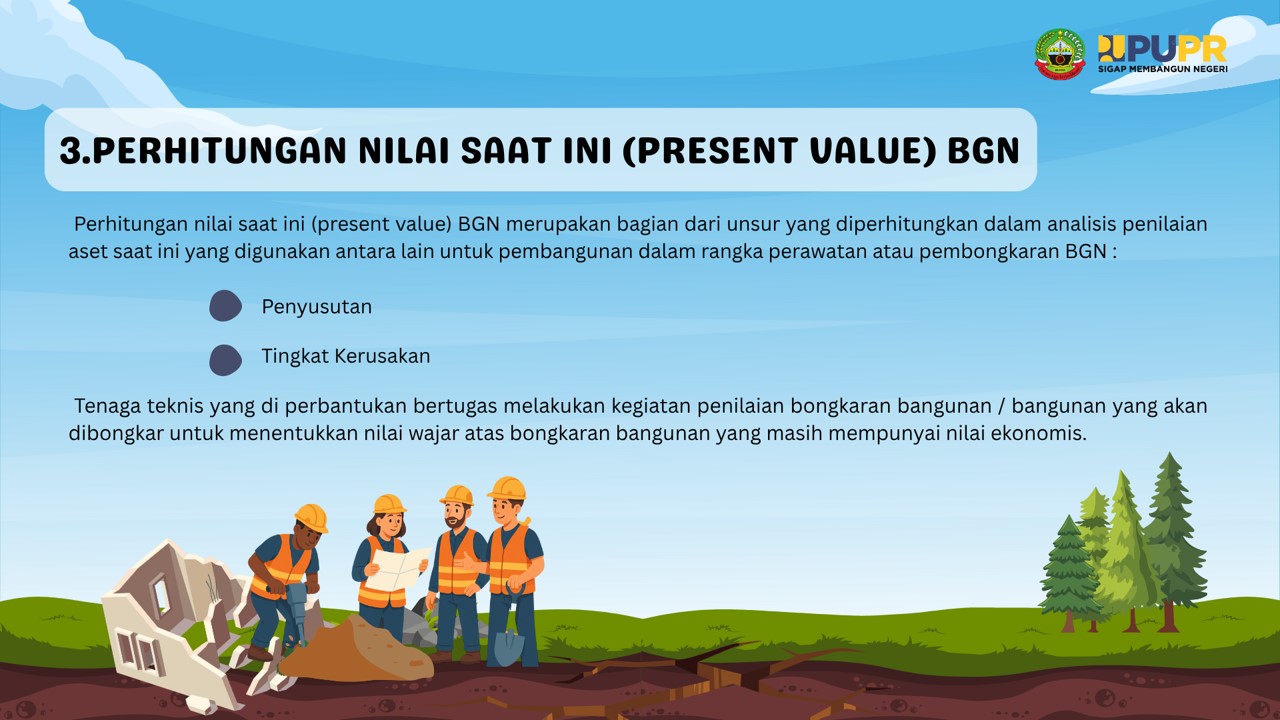 PUPR
SIGAP MEMBANGUN NEGERI
3.PERHITUNGAN NILAI SAAT INI (PRESENT VALUE) BGN
Perhitungan nilai saat ini (present value) BGN merupakan bagian dari unsur yang diperhitungkan dalam analisis penilaian
aset saat ini yang digunakan antara lain untuk pembangunan dalam rangka perawatan atau pembongkaran BGN :
Penyusutan
Tingkat Kerusakan
Tenaga teknis yang di perbantukan bertugas melakukan kegiatan penilaian bongkaran bangunan / bangunan yang akan
dibongkar untuk menentukkan nilai wajar atas bongkaran bangunan yang masih mempunyai nilai ekonomis.